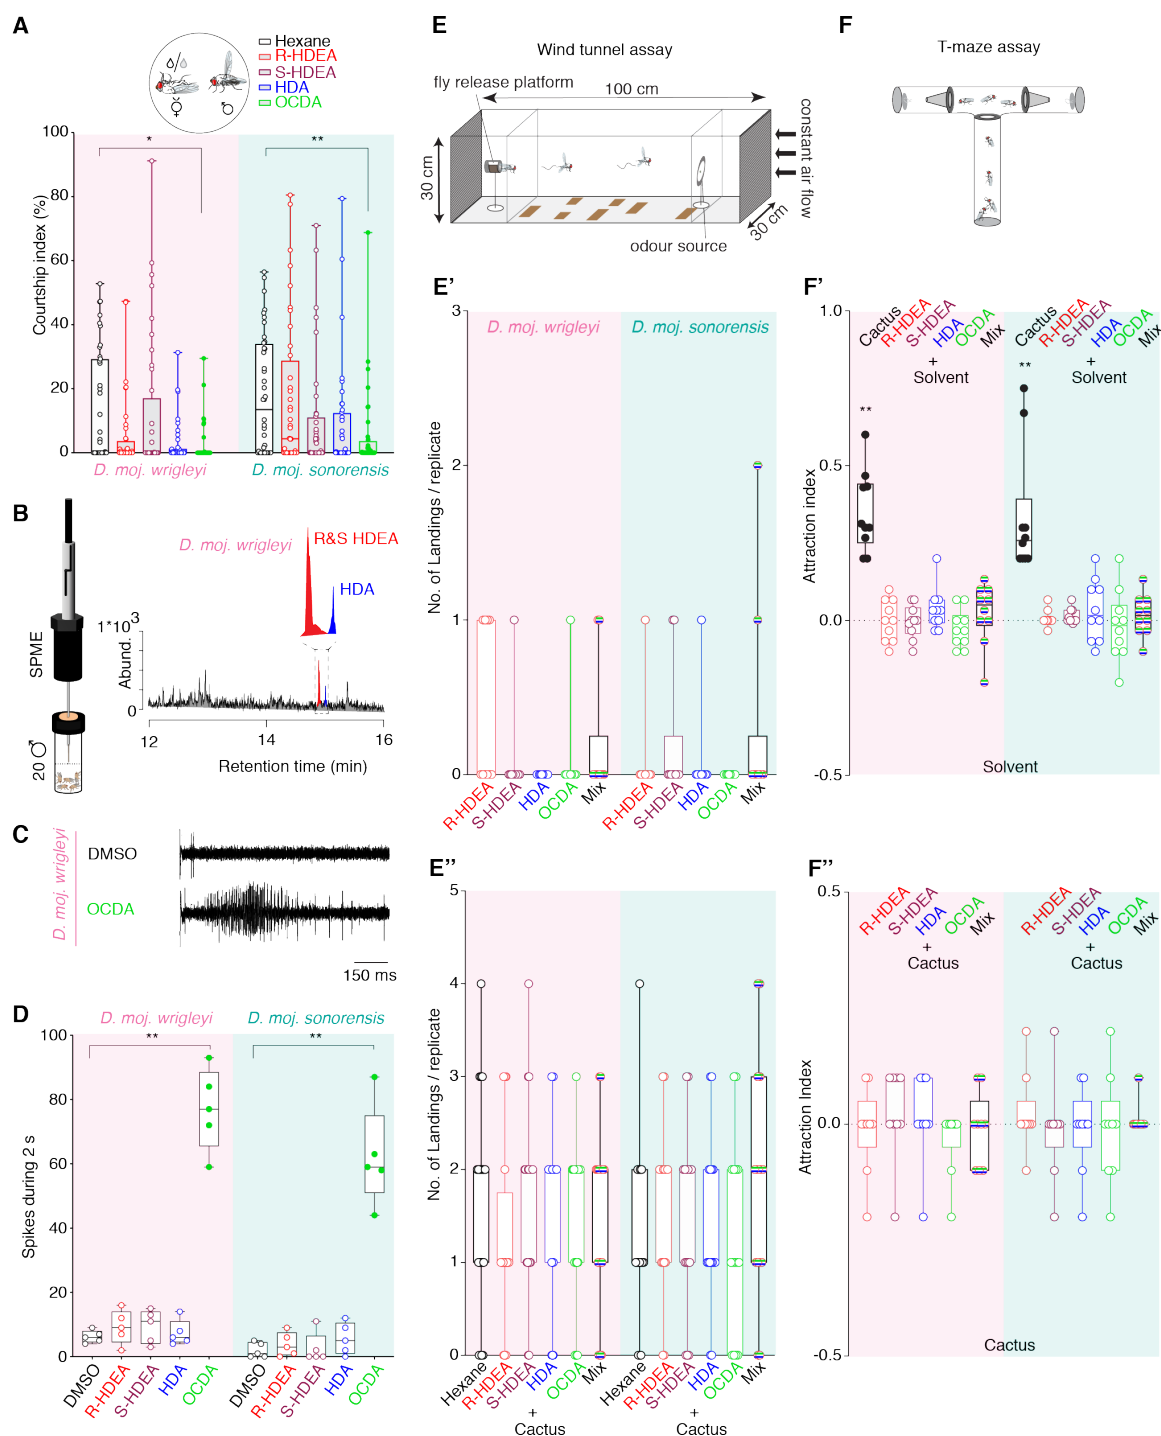 A
Hexane
R-HDEA
S-HDEA
HDA
OCDA
Courtship index (%)
100
80
60
40
20
0
*
**
D. moj. wrigleyi
D. moj. sonorensis
B
SPME
20 ♂
D. moj. wrigleyi
R&S HDEA
HDA
1*10³
Abund.
0
12
14
16
Retention time (min)
C
D. moj. wrigleyi
DMSO
OCDA
150 ms
D
D. moj. wrigleyi
D. moj. sonorensis
Spikes during 2 s
100
80
60
40
20
0
**
**
DMSO
R-HDEA
S-HDEA
HDA
OCDA
DMSO
R-HDEA
S-HDEA
HDA
OCDA
E
Wind tunnel assay
fly release platform
100 cm
30 cm
30 cm
constant air flow
odour source
E'
D. moj. wrigleyi
D. moj. sonorensis
No. of Landings / replicate
3
2
1
0
R-HDEA
S-HDEA
HDA
OCDA
Mix
R-HDEA
S-HDEA
HDA
OCDA
Mix
E''
No. of Landings / replicate
5
4
3
2
1
0
Hexane
R-HDEA
S-HDEA
HDA
OCDA
Mix
+
Cactus
Hexane
R-HDEA
S-HDEA
HDA
OCDA
Mix
+
Cactus
F
T-maze assay
F'
Attraction index
1.0
0.5
0.0
-0.5
Cactus
R-HDEA
S-HDEA
HDA
OCDA
Mix
+
Solvent
**
Cactus
R-HDEA
S-HDEA
HDA
OCDA
Mix
+
Solvent
**
Solvent
F''
Attraction Index
0.5
0.0
-0.5
R-HDEA
S-HDEA
HDA
OCDA
Mix
+
Cactus
R-HDEA
S-HDEA
HDA
OCDA
Mix
+
Cactus
Cactus